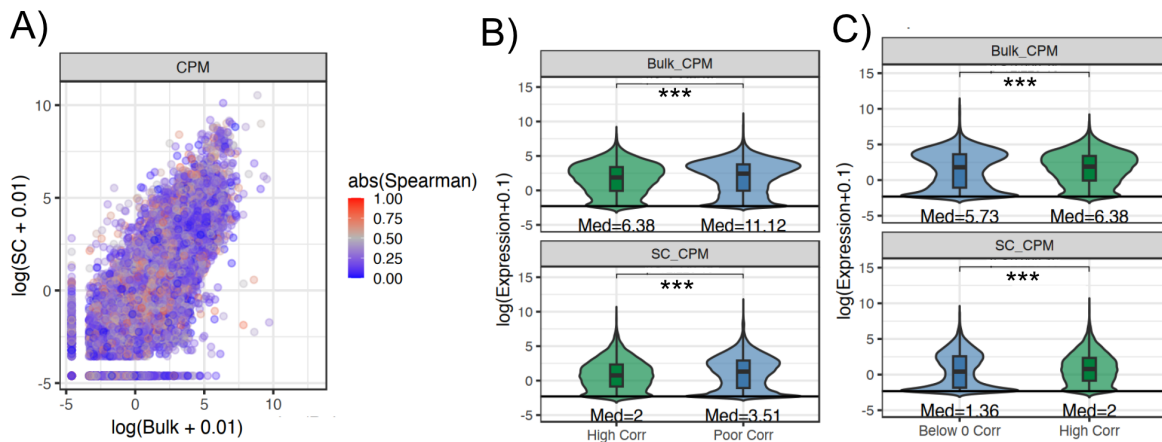 A)
CPM
log(SC + 0.01)
10
5
0
-5
-5
0
5
10
log(Bulk + 0.01)
abs(Spearman)
1.00
0.75
0.50
0.25
0.00
B)
Bulk_CPM
***
15
10
5
0
-5
Med=6.38
Med=11.12
log(Expression+0.1)
SC_CPM
***
15
10
5
0
-5
Med=2
Med=3.51
High Corr
Poor Corr
C)
Bulk_CPM
***
15
10
5
0
-5
Med=5.73
Med=6.38
log(Expression+0.1)
SC_CPM
***
15
10
5
0
-5
Med=1.36
Med=2
Below 0 Corr
High Corr